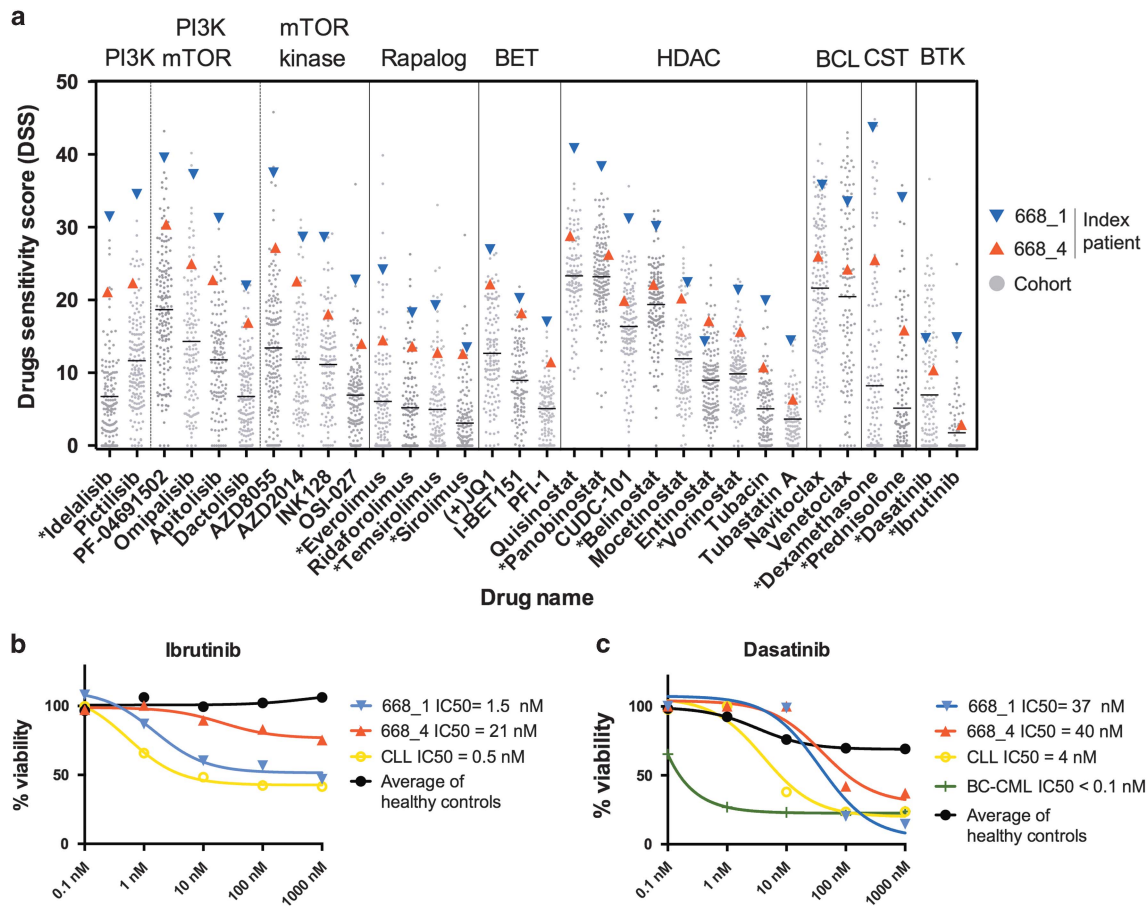 a
PI3K
PI3K mTOR
mTOR kinase
Rapalog
BET
HDAC
BCL
CST
BTK
Drugs sensitivity score (DSS)
50
40
30
20
10
0
668_1
668_4
Index patient
Cohort
*Idelalisib
Pictilisib
PF-04691502
Omipalisib
Apitolisib
Dactolisib
AZD8055
AZD2014
INK128
OSI-027
*Everolimus
Ridaforolimus
*Temsirolimus
*Sirolimus
(+)JQ1
I-BET151
PFI-1
Quisinostat
*Panobinostat
CUDC-101
*Belinostat
Mocetinostat
Entinostat
*Vorinostat
Tubacin
Tubastatin A
Navitoclax
Venetoclax
*Dexamethasone
*Prednisolone
*Dasatinib
*Ibrutinib
Drug name
b
Ibrutinib
% viability
100
50
0
0.1 nM
1 nM
10 nM
100 nM
1000 nM
668_1 IC50= 1.5 nM
668_4 IC50 = 21 nM
CLL IC50 = 0.5 nM
Average of
healthy controls
c
Dasatinib
% viability
100
50
0
0.1 nM
1 nM
10 nM
100 nM
1000 nM
668_1 IC50= 37 nM
668_4 IC50 = 40 nM
CLL IC50 = 4 nM
BC-CML IC50 < 0.1 nM
Average of
healthy controls